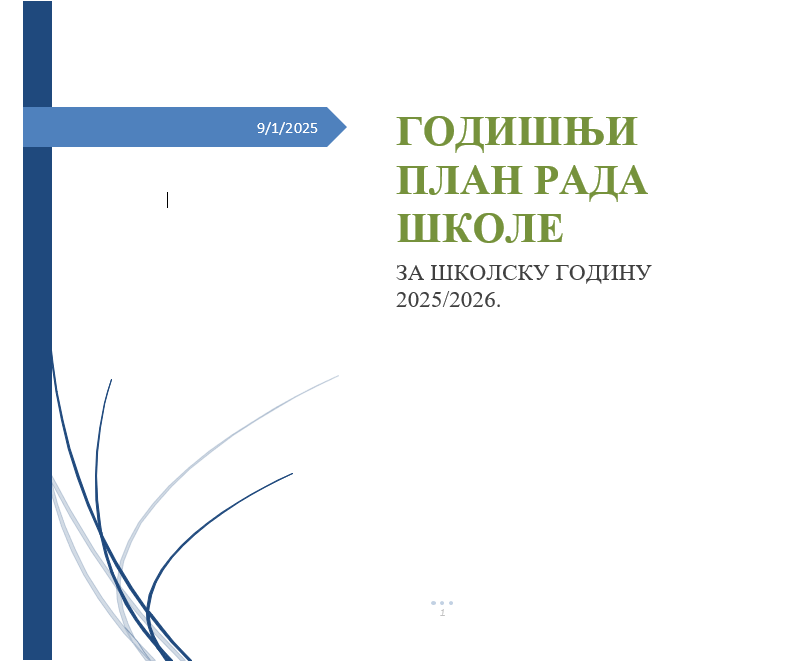 9/1/2025
ГОДИШЊИ
ПЛАН РАДА
ШКОЛЕ
ЗА ШКОЛСКУ ГОДИНУ
2025/2026.
1